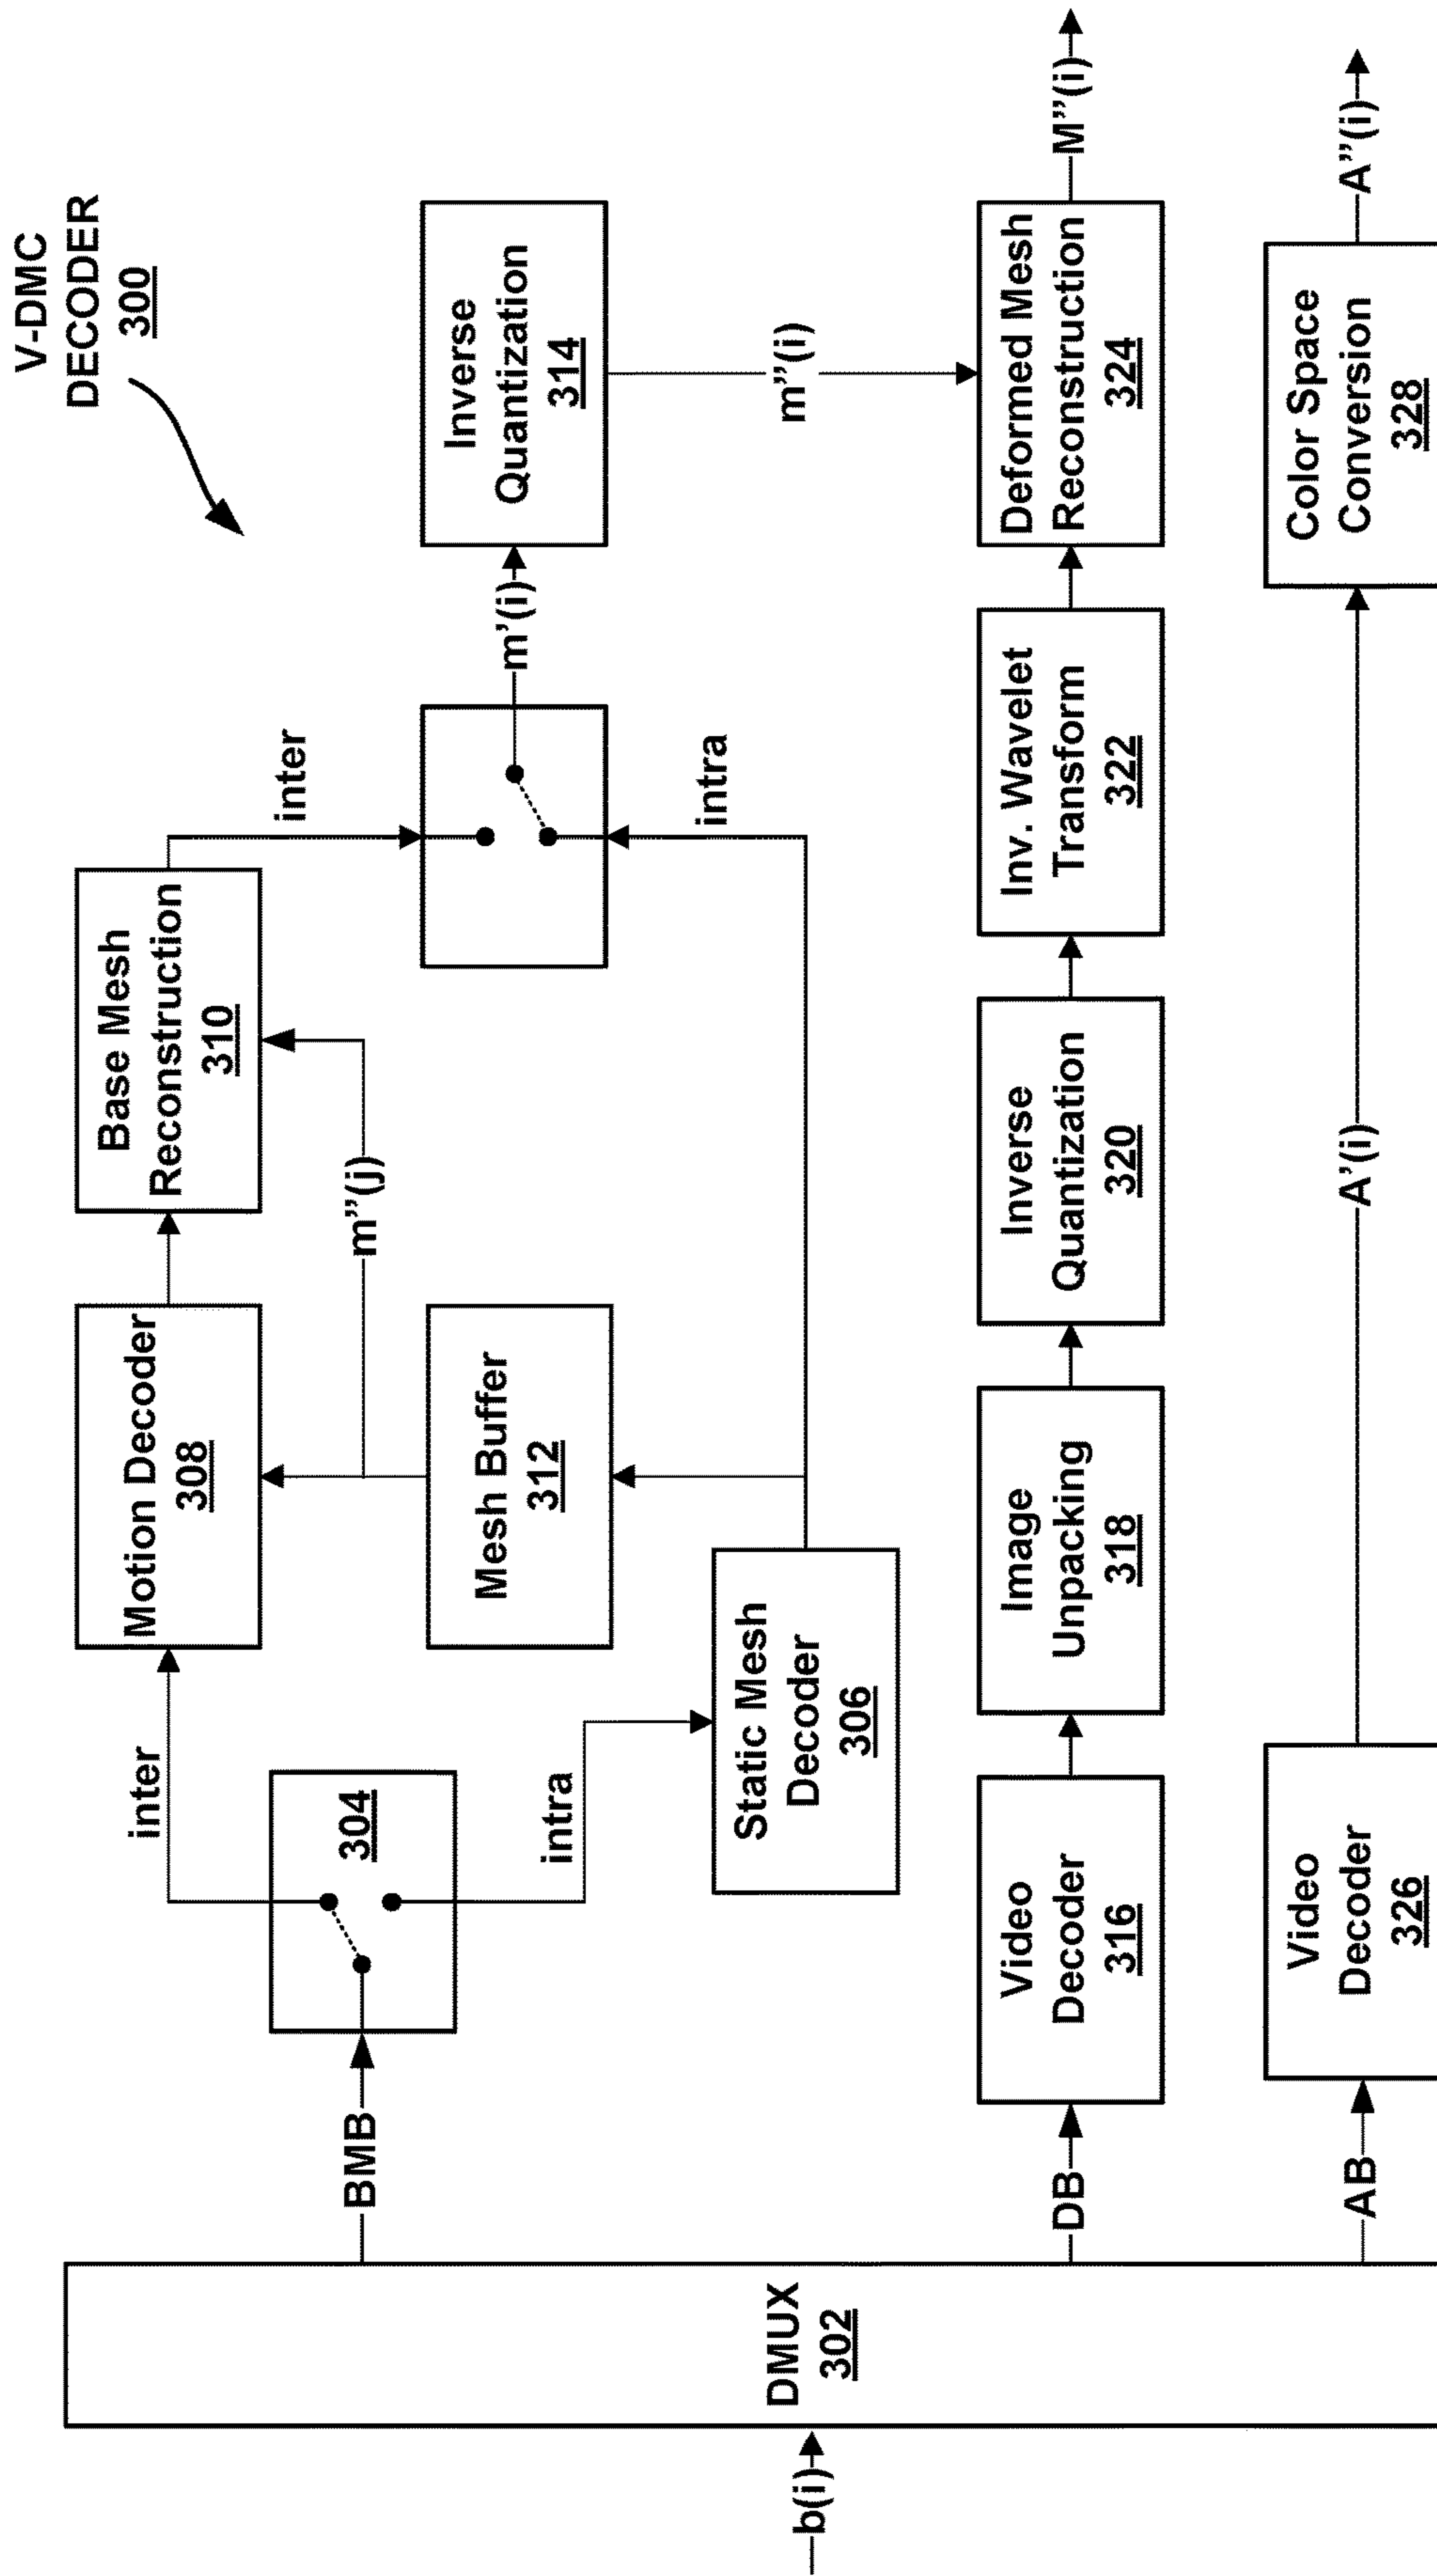 V-DMC
DECODER
300
b(i)
DMUX
302
BMB
DB
AB
304
inter
intra
Motion Decoder
308
Base Mesh
Reconstruction
310
m”(j)
Mesh Buffer
312
Static Mesh
Decoder
306
inter
intra
m’(i)
Inverse
Quantization
314
m”(i)
Video
Decoder
316
Image
Unpacking
318
Inverse
Quantization
320
Inv. Wavelet
Transform
322
Deformed Mesh
Reconstruction
324
M”(i)
Video
Decoder
326
A’(i)
Color Space
Conversion
328
A”(i)